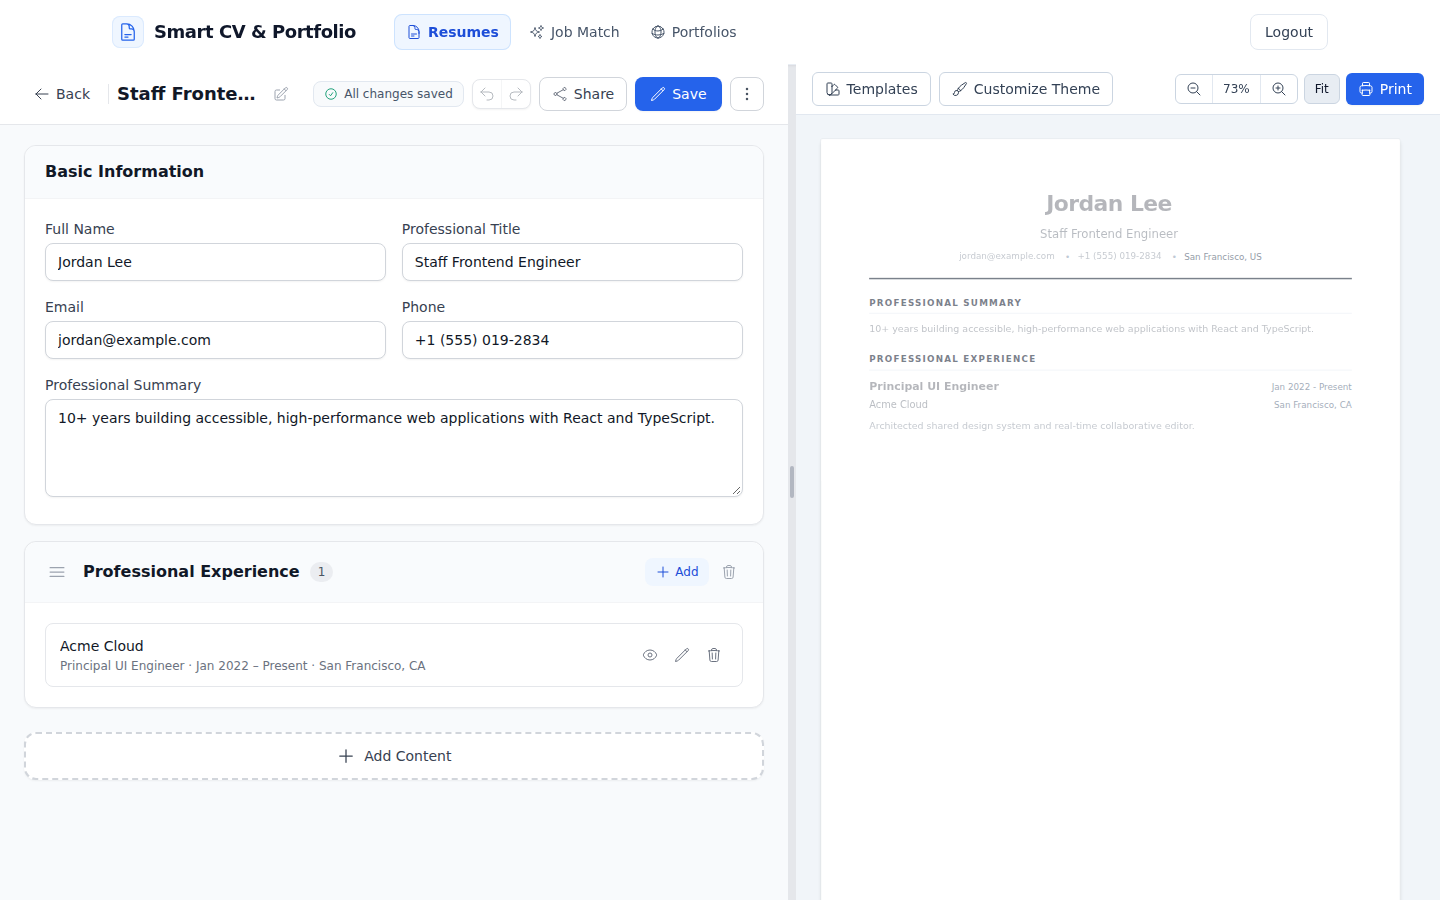 Smart CV & Portfolio
Resumes
Job Match
Portfolios
Logout
Back
Staff Fronte...
All changes saved
Share
Save
Templates
Customize Theme
73%
Fit
Print
Basic Information
Full Name
Professional Title
Jordan Lee
Staff Frontend Engineer
Email
Phone
jordan@example.com
+1 (555) 019-2834
Professional Summary
10+ years building accessible, high-performance web applications with React and TypeScript.
Professional Experience 1
Add
Acme Cloud
Principal UI Engineer · Jan 2022 – Present · San Francisco, CA
Add Content
Jordan Lee
Staff Frontend Engineer
jordan@example.com • +1 (555) 019-2834 • San Francisco, US
PROFESSIONAL SUMMARY
10+ years building accessible, high-performance web applications with React and TypeScript.
PROFESSIONAL EXPERIENCE
Principal UI Engineer Jan 2022 - Present
Acme Cloud San Francisco, CA
Architected shared design system and real-time collaborative editor.